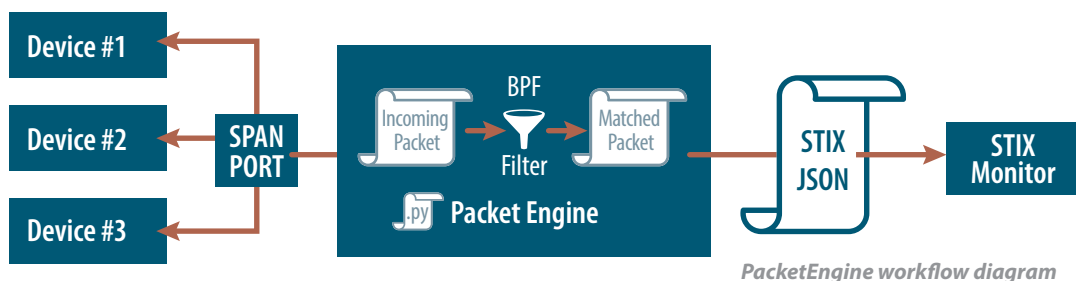 Device #1
Device #2
Device #3
SPAN
PORT
Incoming
Packet
BPF
Filter
Matched
Packet
.py
Packet Engine
STIX
JSON
STIX
Monitor
PacketEngine workflow diagram